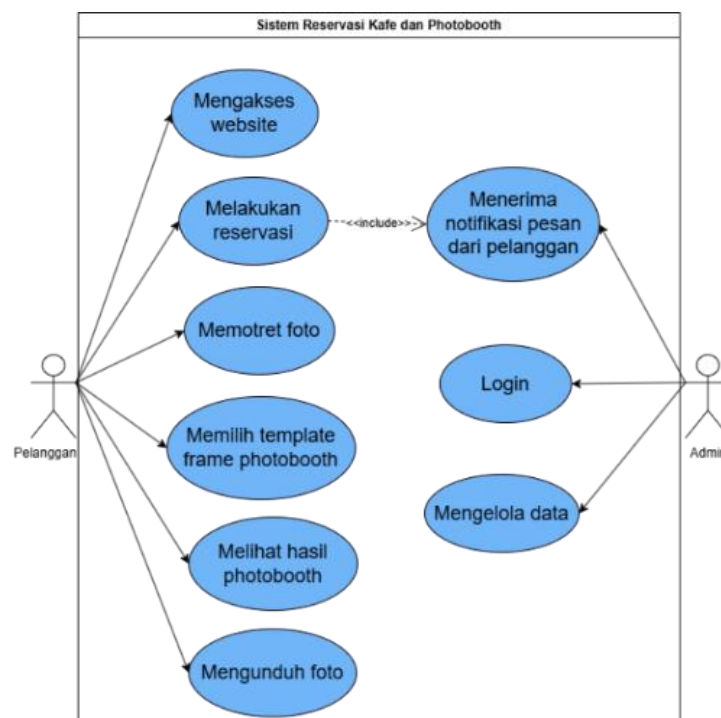 Sistem Reservasi Kafe dan Photobooth
Mengakses
website
Melakukan
reservasi
<<include>>
Menerima
notifikasi pesan
dari pelanggan
Memotret foto
Login
Pelanggan
Admin
Memilih template
frame photobooth
Mengelola data
Melihat hasil
photobooth
Mengunduh foto